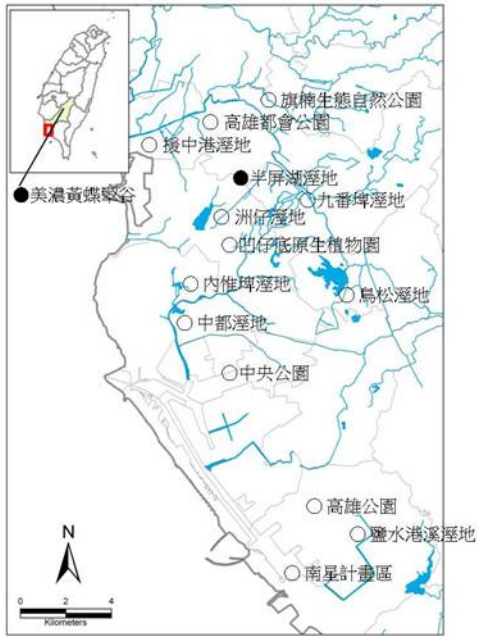 旗楠生態自然公園
高雄都會公園
援中港溼地
半屏湖溼地
美濃黃蝶翠谷
九番埤溼地
洲仔溼地
凹仔底原生植物園
內惟埤溼地
鳥松溼地
中都溼地
中央公園
高雄公園
鹽水港溪溼地
南星計畫區
N
0 2 4
Kilometers